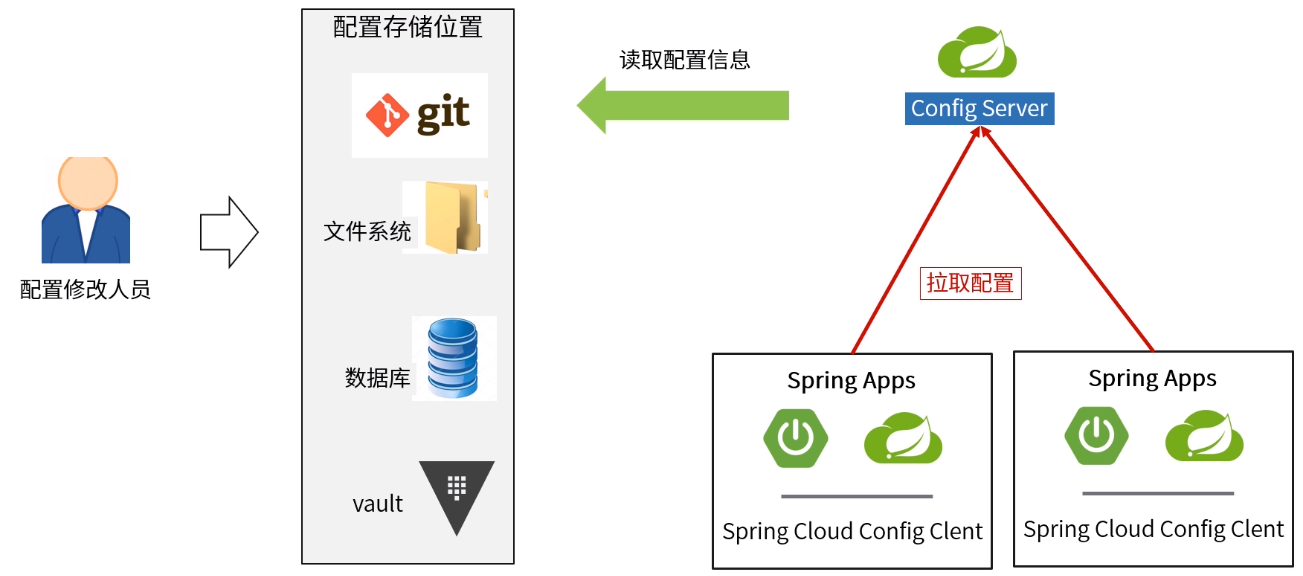 配置存储位置
git
文件系统
数据库
vault
配置修改人员
读取配置信息
Config Server
拉取配置
Spring Apps
Spring Cloud Config Clent
Spring Apps
Spring Cloud Config Clent